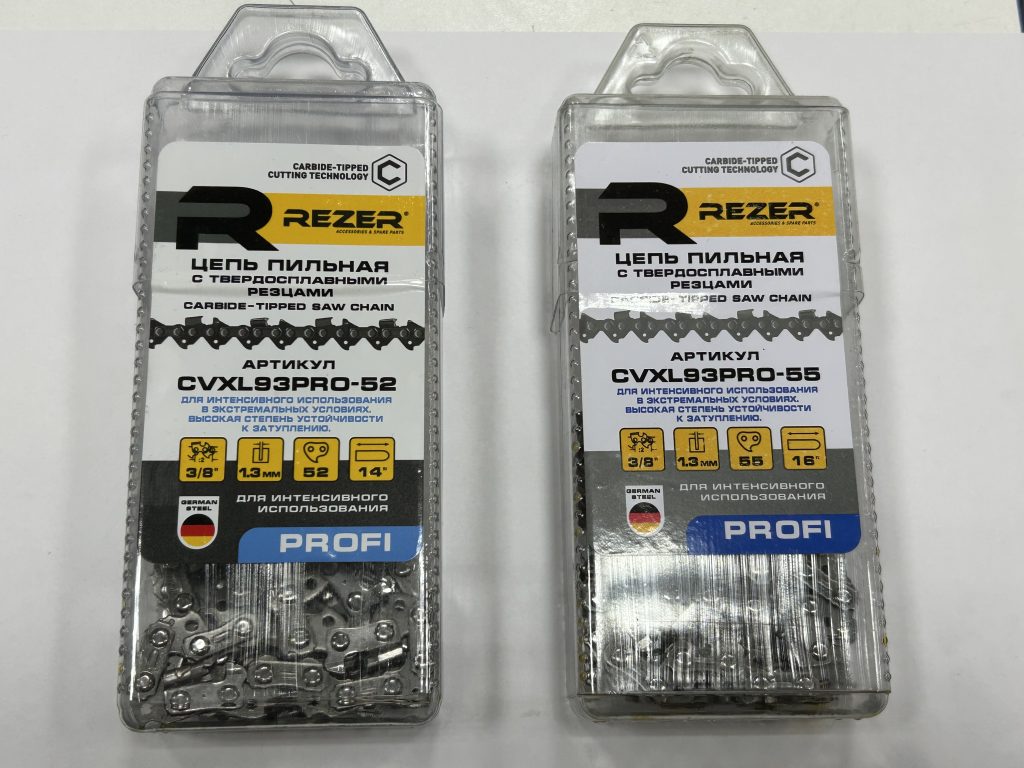 CARBIDE-TIPPED
CUTTING TECHNOLOGY
C
REZER®
ACCESSORIES & SPARE PARTS
ЦЕПЬ ПИЛЬНАЯ
С ТВЕРДОСПЛАВНЫМИ
РЕЗЦАМИ
CARBIDE-TIPPED SAW CHAIN
АРТИКУЛ
CVXL93PRO-52
ДЛЯ ИНТЕНСИВНОГО ИСПОЛЬЗОВАНИЯ
В ЭКСТРЕМАЛЬНЫХ УСЛОВИЯХ.
ВЫСОКАЯ СТЕПЕНЬ УСТОЙЧИВОСТИ
К ЗАТУПЛЕНИЮ.
:2
3/8" 1.3 мм 52 14"
GERMAN
STEEL
ДЛЯ ИНТЕНСИВНОГО
ИСПОЛЬЗОВАНИЯ
PROFI
CARBIDE-TIPPED
CUTTING TECHNOLOGY
C
REZER®
ACCESSORIES & SPARE PARTS
ЦЕПЬ ПИЛЬНАЯ
С ТВЕРДОСПЛАВНЫМИ
РЕЗЦАМИ
CARBIDE-TIPPED SAW CHAIN
АРТИКУЛ
CVXL93PRO-55
ДЛЯ ИНТЕНСИВНОГО ИСПОЛЬЗОВАНИЯ
В ЭКСТРЕМАЛЬНЫХ УСЛОВИЯХ.
ВЫСОКАЯ СТЕПЕНЬ УСТОЙЧИВОСТИ
К ЗАТУПЛЕНИЮ.
:2
3/8" 1.3 мм 55 16"
GERMAN
STEEL
ДЛЯ ИНТЕНСИВНОГО
ИСПОЛЬЗОВАНИЯ
PROFI